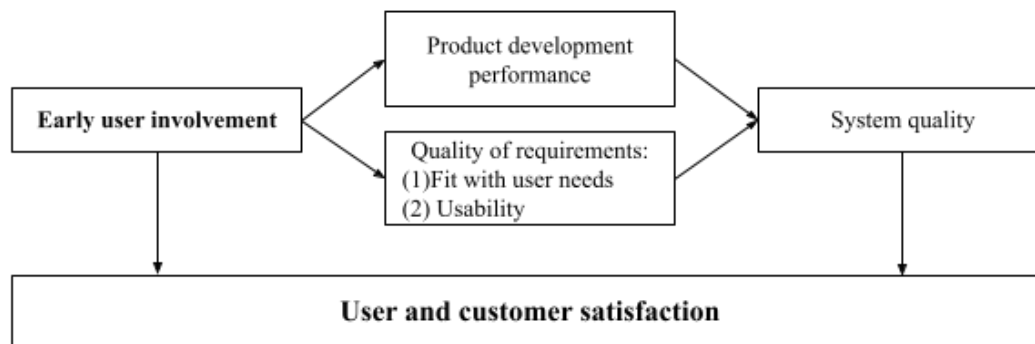 Product development
performance
Early user involvement
System quality
Quality of requirements:
(1)Fit with user needs
(2) Usability
User and customer satisfaction